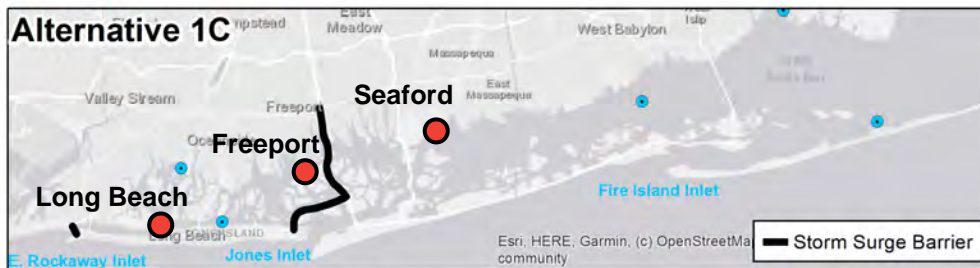 Alternative 1C
East
Meadow
West Babylon
Massapequa
East
Massapequa
Valley Stream
Freeport
Seaford
Freeport
Long Beach
Long Beach
Fire Island Inlet
E. Rockaway Inlet
Jones Inlet
Esri, HERE, Garmin, (c) OpenStreetMap
community
Storm Surge Barrier